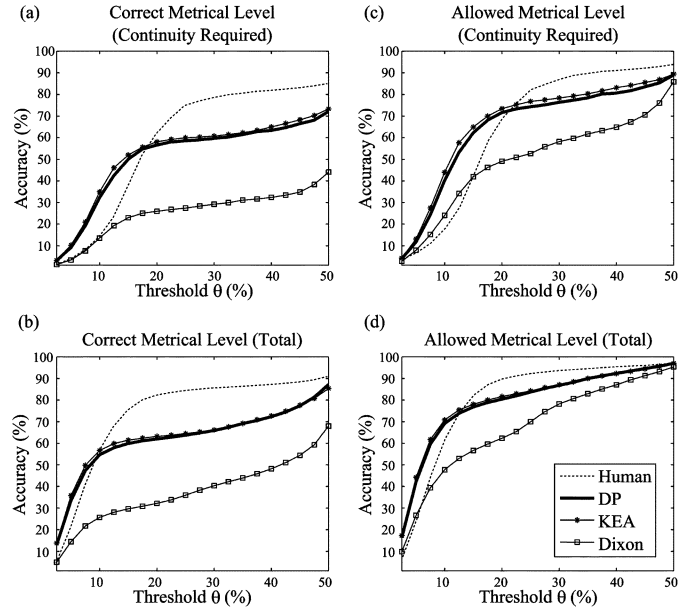 (a)
Correct Metrical Level
(Continuity Required)
100
90
80
70
60
50
40
30
20
10
Accuracy (%)
10 20 30 40 50
Threshold θ (%)
(c)
Allowed Metrical Level
(Continuity Required)
100
90
80
70
60
50
40
30
20
10
Accuracy (%)
10 20 30 40 50
Threshold θ (%)
(b)
Correct Metrical Level (Total)
100
90
80
70
60
50
40
30
20
10
Accuracy (%)
10 20 30 40 50
Threshold θ (%)
(d)
Allowed Metrical Level (Total)
100
90
80
70
60
50
40
30
20
10
Accuracy (%)
Human
DP
KEA
Dixon
10 20 30 40 50
Threshold θ (%)